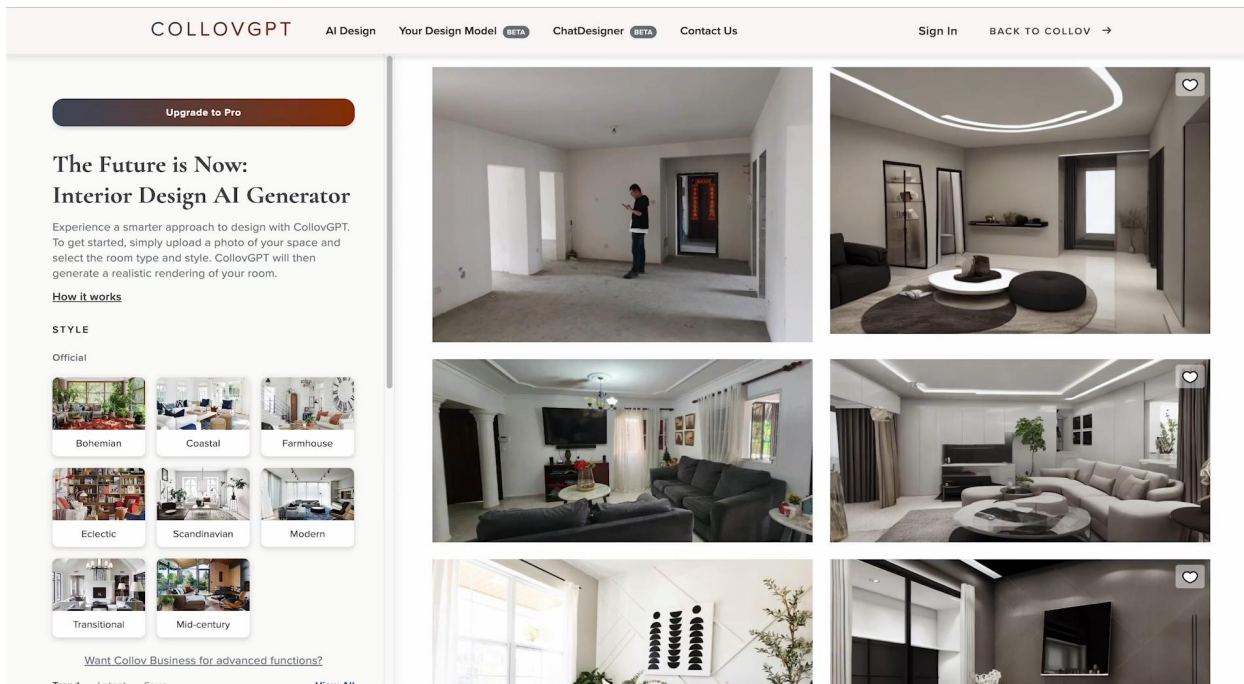 COLLOVGPT
AI Design
Your Design Model BETA
ChatDesigner BETA
Contact Us
Sign In
BACK TO COLLOV →
Upgrade to Pro
The Future is Now:
Interior Design AI Generator
Experience a smarter approach to design with CollovGPT.
To get started, simply upload a photo of your space and
select the room type and style. CollovGPT will then
generate a realistic rendering of your room.
How it works
STYLE
Official
Bohemian
Coastal
Farmhouse
Eclectic
Scandinavian
Modern
Transitional
Mid-century
Want Collov Business for advanced functions?
Trend
View All